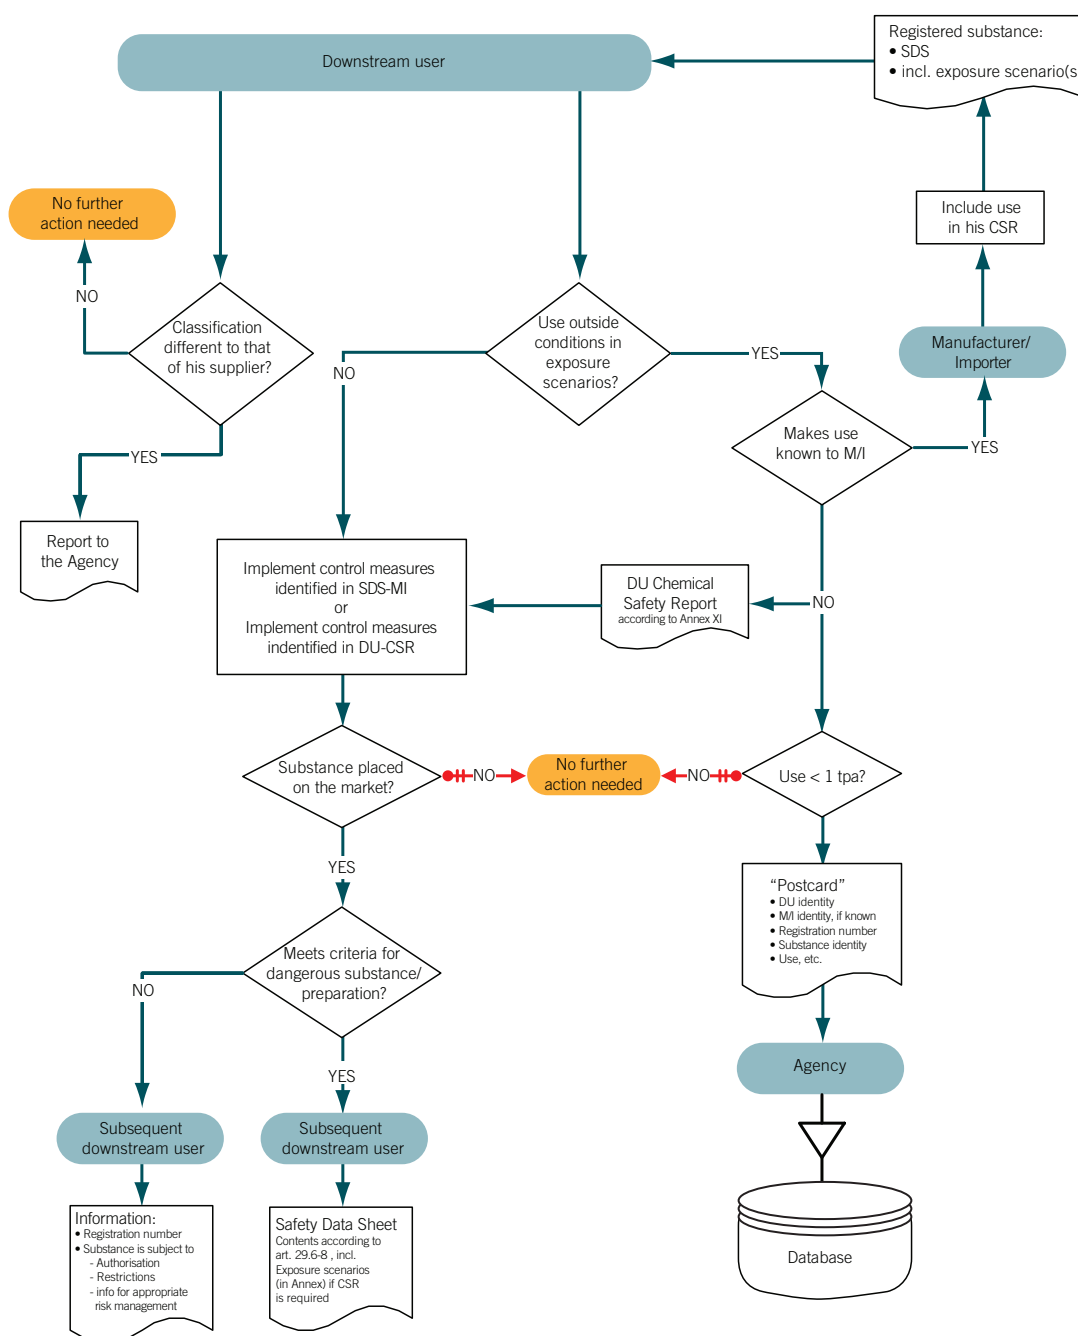 Registered substance:
• SDS
• incl. exposure scenario(s
Downstream user
No further
action needed
Include use
in his CSR
NO
Classification
different to that
of his supplier?
Use outside
conditions in
exposure
scenarios?
YES
NO
Manufacturer/
Importer
Makes use
known to M/I
YES
YES
Report to
the Agency
Implement control measures
identified in SDS-MI
or
Implement control measures
indentified in DU-CSR
DU Chemical
Safety Report
according to Annex XI
NO
Substance placed
on the market?
NO
No further
action needed
NO
Use < 1 tpa?
YES
“Postcard”
• DU identity
• M/I identity, if known
• Registration number
• Substance identity
• Use, etc.
Meets criteria for
dangerous substance/
preparation?
NO
YES
Agency
Subsequent
downstream user
Subsequent
downstream user
Information:
• Registration number
• Substance is subject to
- Authorisation
- Restrictions
- info for appropriate
risk management
Safety Data Sheet
Contents according to
art. 29.6-8 , incl.
Exposure scenarios
(in Annex) if CSR
is required
Database